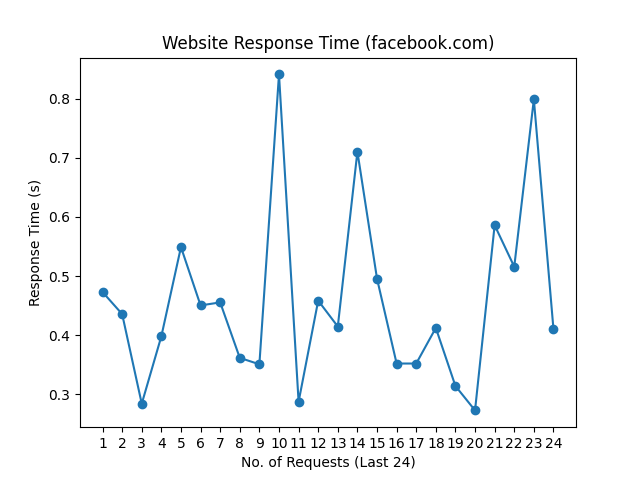 Website Response Time (facebook.com)
Response Time (s)
0.8
0.7
0.6
0.5
0.4
0.3
1 2 3 4 5 6 7 8 9 10 11 12 13 14 15 16 17 18 19 20 21 22 23 24
No. of Requests (Last 24)